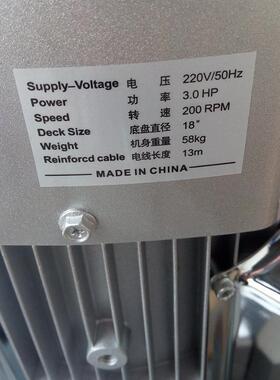 Supply-Voltage 电 压 220V/50Hz
Power 功 率 3.0 HP
Speed 转 速 200 RPM
Deck Size 底盘直径 18"
Weight 机身重量 58kg
Reinforcd cable 电线长度 13m
MADE IN CHINA